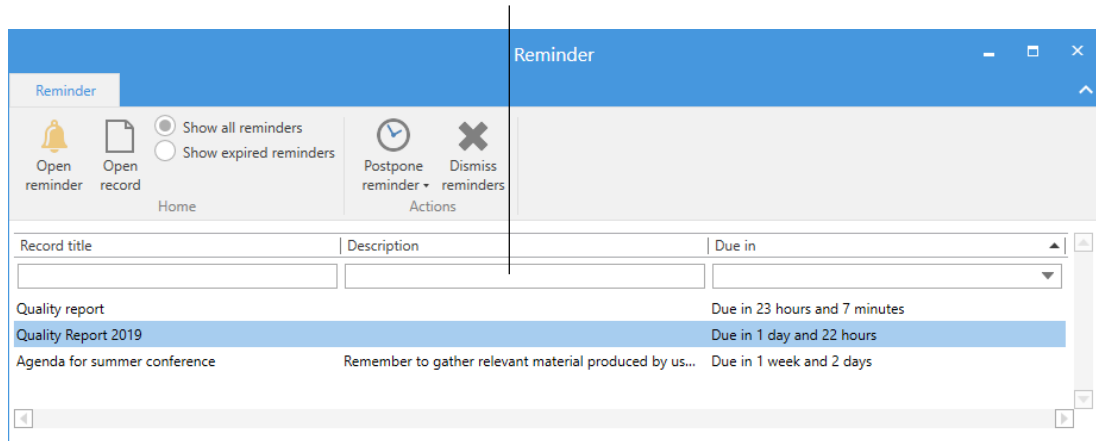 Reminder
Reminder
Open reminder
Open record
Show all reminders
Show expired reminders
Postpone reminder
Dismiss reminders
Home
Actions
Record title Description Due in
Quality report Due in 23 hours and 7 minutes
Quality Report 2019 Due in 1 day and 22 hours
Agenda for summer conference Remember to gather relevant material produced by us... Due in 1 week and 2 days